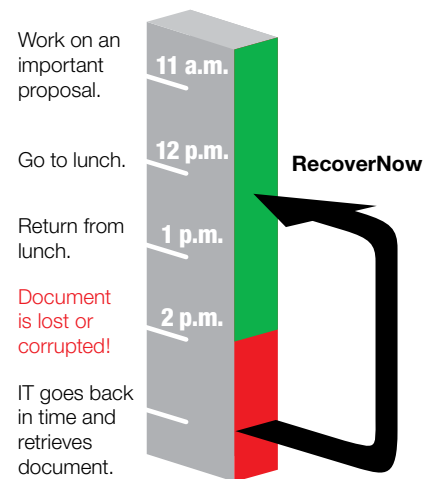 Work on an
important
proposal.
11 a.m.
Go to lunch.
12 p.m.
RecoverNow
Return from
lunch.
1 p.m.
Document
is lost or
corrupted!
2 p.m.
IT goes back
in time and
retrieves
document.